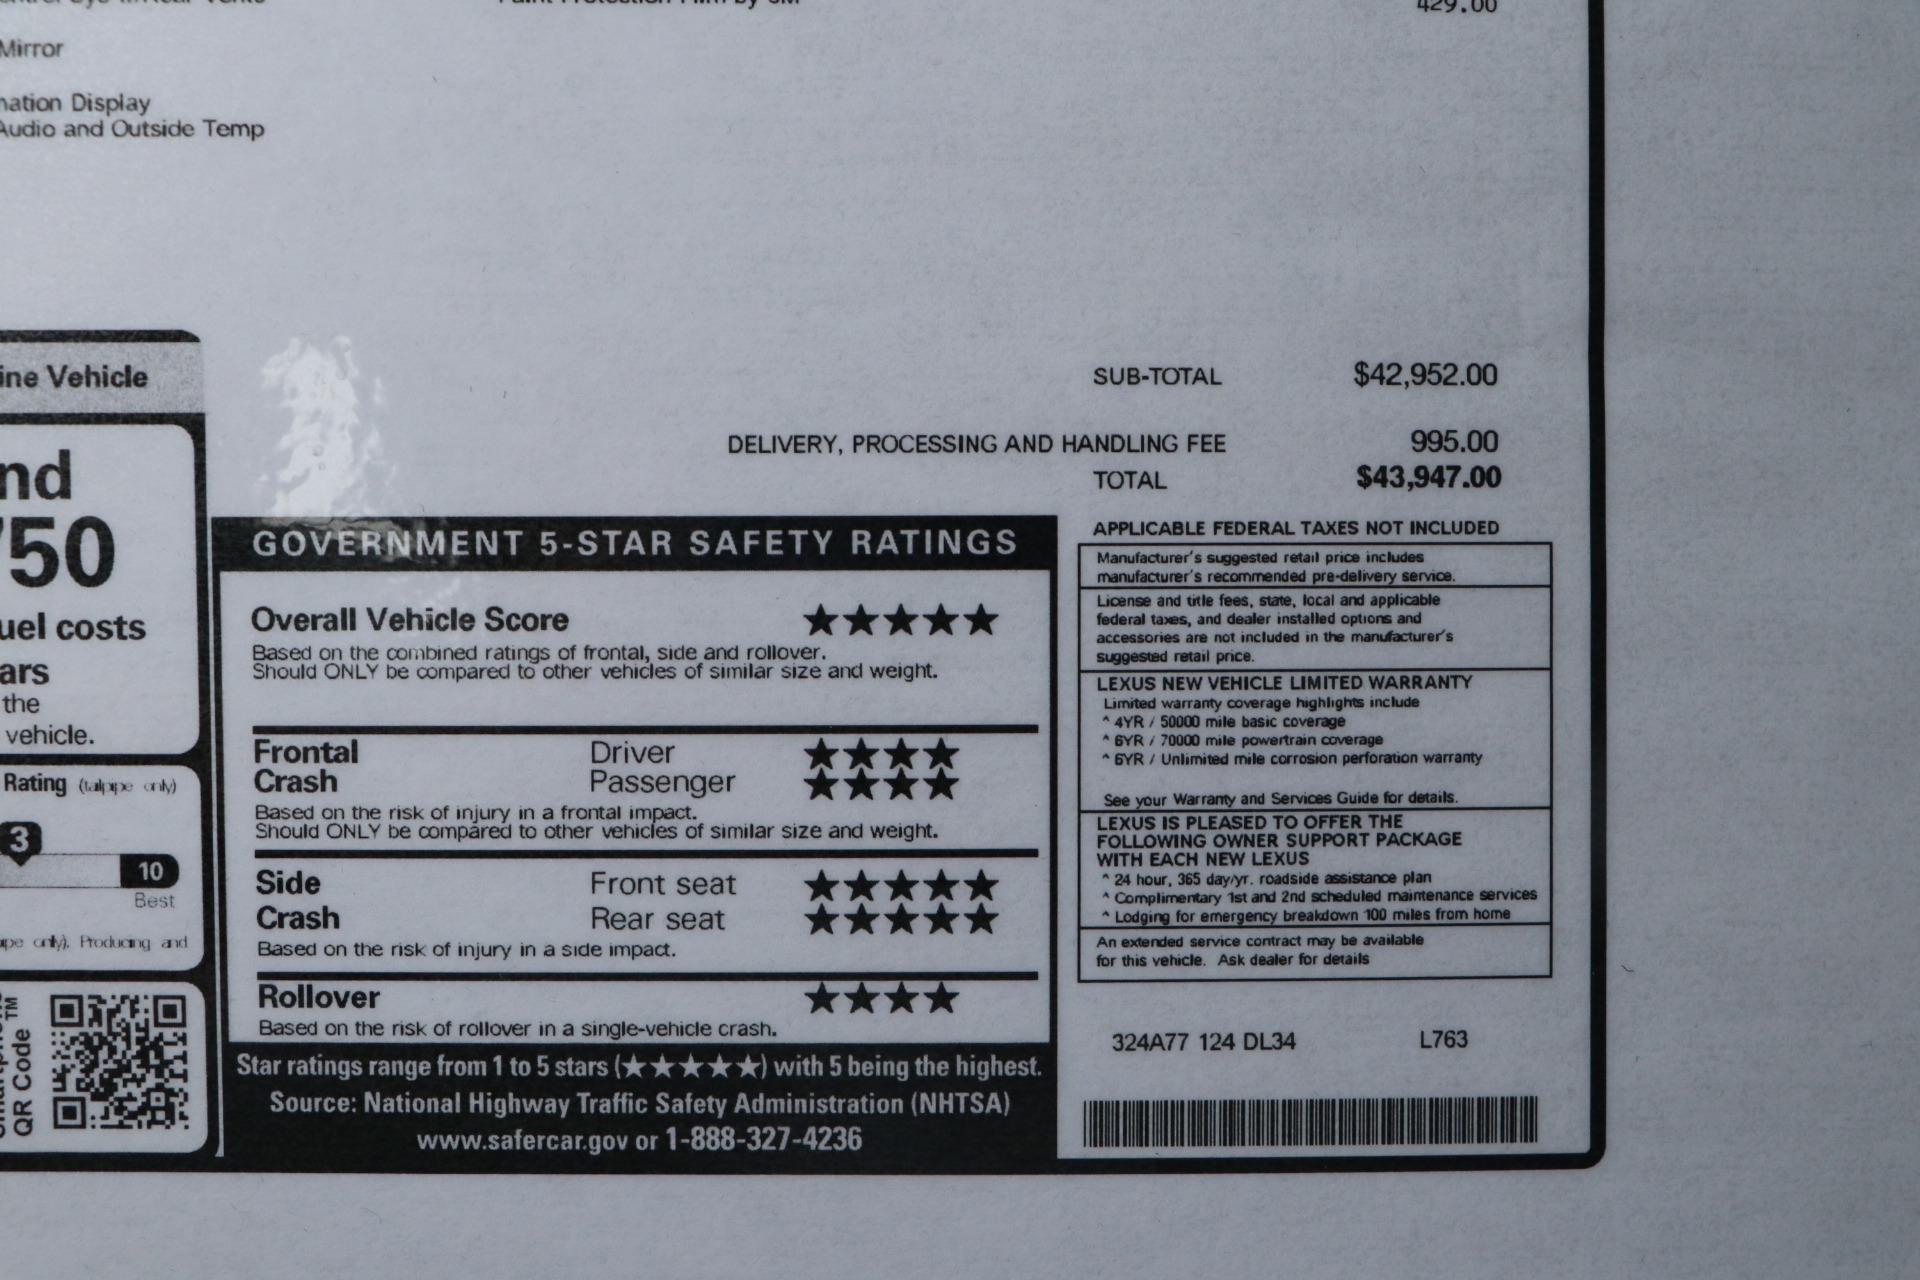 Paint Protection Film by 3M 429.00
Mirror
Display
Audio and Outside Temp
Vehicle
SUB-TOTAL $42,952.00
DELIVERY, PROCESSING AND HANDLING FEE 995.00
TOTAL $43,947.00
50
costs
the
vehicle.
Rating (tailpipe only)
3
10
Best
only). Producing and
QR Code™
GOVERNMENT 5-STAR SAFETY RATINGS
Overall Vehicle Score ★★★★★
Based on the combined ratings of frontal, side and rollover.
Should ONLY be compared to other vehicles of similar size and weight.
Frontal Driver ★★★★
Crash Passenger ★★★★
Based on the risk of injury in a frontal impact.
Should ONLY be compared to other vehicles of similar size and weight.
Side Front seat ★★★★★
Crash Rear seat ★★★★★
Based on the risk of injury in a side impact.
Rollover ★★★★
Based on the risk of rollover in a single-vehicle crash.
Star ratings range from 1 to 5 stars (★★★★★) with 5 being the highest.
Source: National Highway Traffic Safety Administration (NHTSA)
www.safercar.gov or 1-888-327-4236
APPLICABLE FEDERAL TAXES NOT INCLUDED
Manufacturer's suggested retail price includes
manufacturer's recommended pre-delivery service.
License and title fees, state, local and applicable
federal taxes, and dealer installed options and
accessories are not included in the manufacturer's
suggested retail price.
LEXUS NEW VEHICLE LIMITED WARRANTY
Limited warranty coverage highlights include
^ 4YR / 50000 mile basic coverage
^ 6YR / 70000 mile powertrain coverage
^ 6YR / Unlimited mile corrosion perforation warranty
See your Warranty and Services Guide for details.
LEXUS IS PLEASED TO OFFER THE
FOLLOWING OWNER SUPPORT PACKAGE
WITH EACH NEW LEXUS
^ 24 hour, 365 day/yr. roadside assistance plan
^ Complimentary 1st and 2nd scheduled maintenance services
^ Lodging for emergency breakdown 100 miles from home
An extended service contract may be available
for this vehicle. Ask dealer for details
324A77 124 DL34 L763